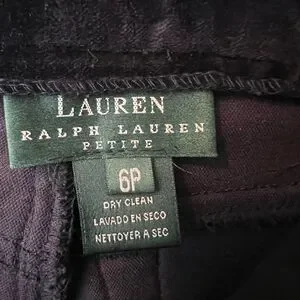 LAUREN
RALPH LAUREN
PETITE
6P
DRY CLEAN
LAVADO EN SECO
NETTOYER A SEC